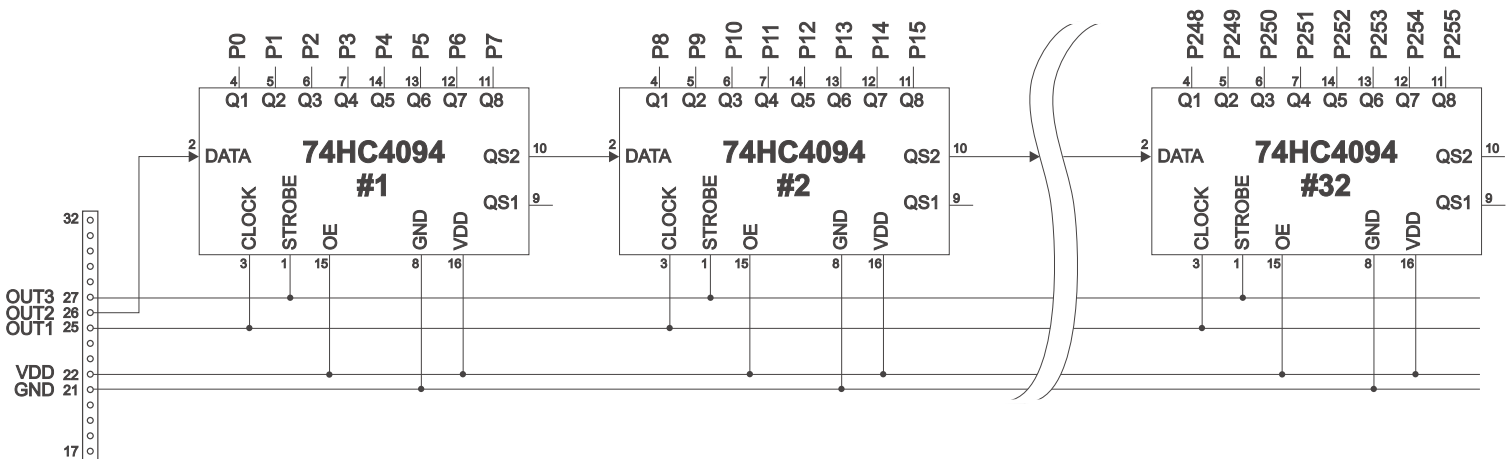 P0 P1 P2 P3 P4 P5 P6 P7
4 5 6 7 14 13 12 11
Q1 Q2 Q3 Q4 Q5 Q6 Q7 Q8
2 DATA 74HC4094 QS2 10
#1
QS1 9
CLOCK STROBE OE GND VDD
3 1 15 8 16
P8 P9 P10 P11 P12 P13 P14 P15
4 5 6 7 14 13 12 11
Q1 Q2 Q3 Q4 Q5 Q6 Q7 Q8
2 DATA 74HC4094 QS2 10
#2
QS1 9
CLOCK STROBE OE GND VDD
3 1 15 8 16
P248 P249 P250 P251 P252 P253 P254 P255
4 5 6 7 14 13 12 11
Q1 Q2 Q3 Q4 Q5 Q6 Q7 Q8
2 DATA 74HC4094 QS2 10
#32
QS1 9
CLOCK STROBE OE GND VDD
3 1 15 8 16
32
OUT3 27
OUT2 26
OUT1 25
VDD 22
GND 21
17